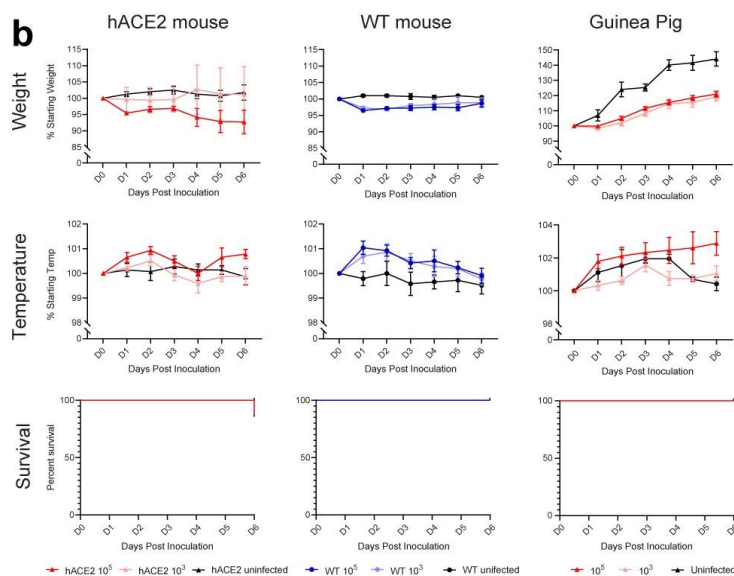 b
hACE2 mouse WT mouse Guinea Pig
Weight
% Starting Weight
115
110
105
100
95
90
85
0
D0 D1 D2 D3 D4 D5 D6
Days Post Inoculation
115
110
105
100
95
90
85
0
D0 D1 D2 D3 D4 D5 D6
Days Post Inoculation
150
140
130
120
110
100
90
0
D0 D1 D2 D3 D4 D5 D6
Days Post Inoculation
Temperature
% Starting Temp
102
101
100
99
98
0
D0 D1 D2 D3 D4 D5 D6
Days Post Inoculation
102
101
100
99
98
0
D0 D1 D2 D3 D4 D5 D6
Days Post Inoculation
104
102
100
98
0
D0 D1 D2 D3 D4 D5 D6
Days Post Inoculation
Survival
Percent survival
100
50
0
D0 D1 D2 D3 D4 D5 D6
Days Post Inoculation
100
50
0
D0 D1 D2 D3 D4 D5 D6
Days Post Inoculation
100
50
0
D0 D1 D2 D3 D4 D5 D6
Days Post Inoculation
hACE2 10⁵ hACE2 10³ hACE2 uninfected WT 10⁵ WT 10³ WT unifected 10⁵ 10³ Uninfected